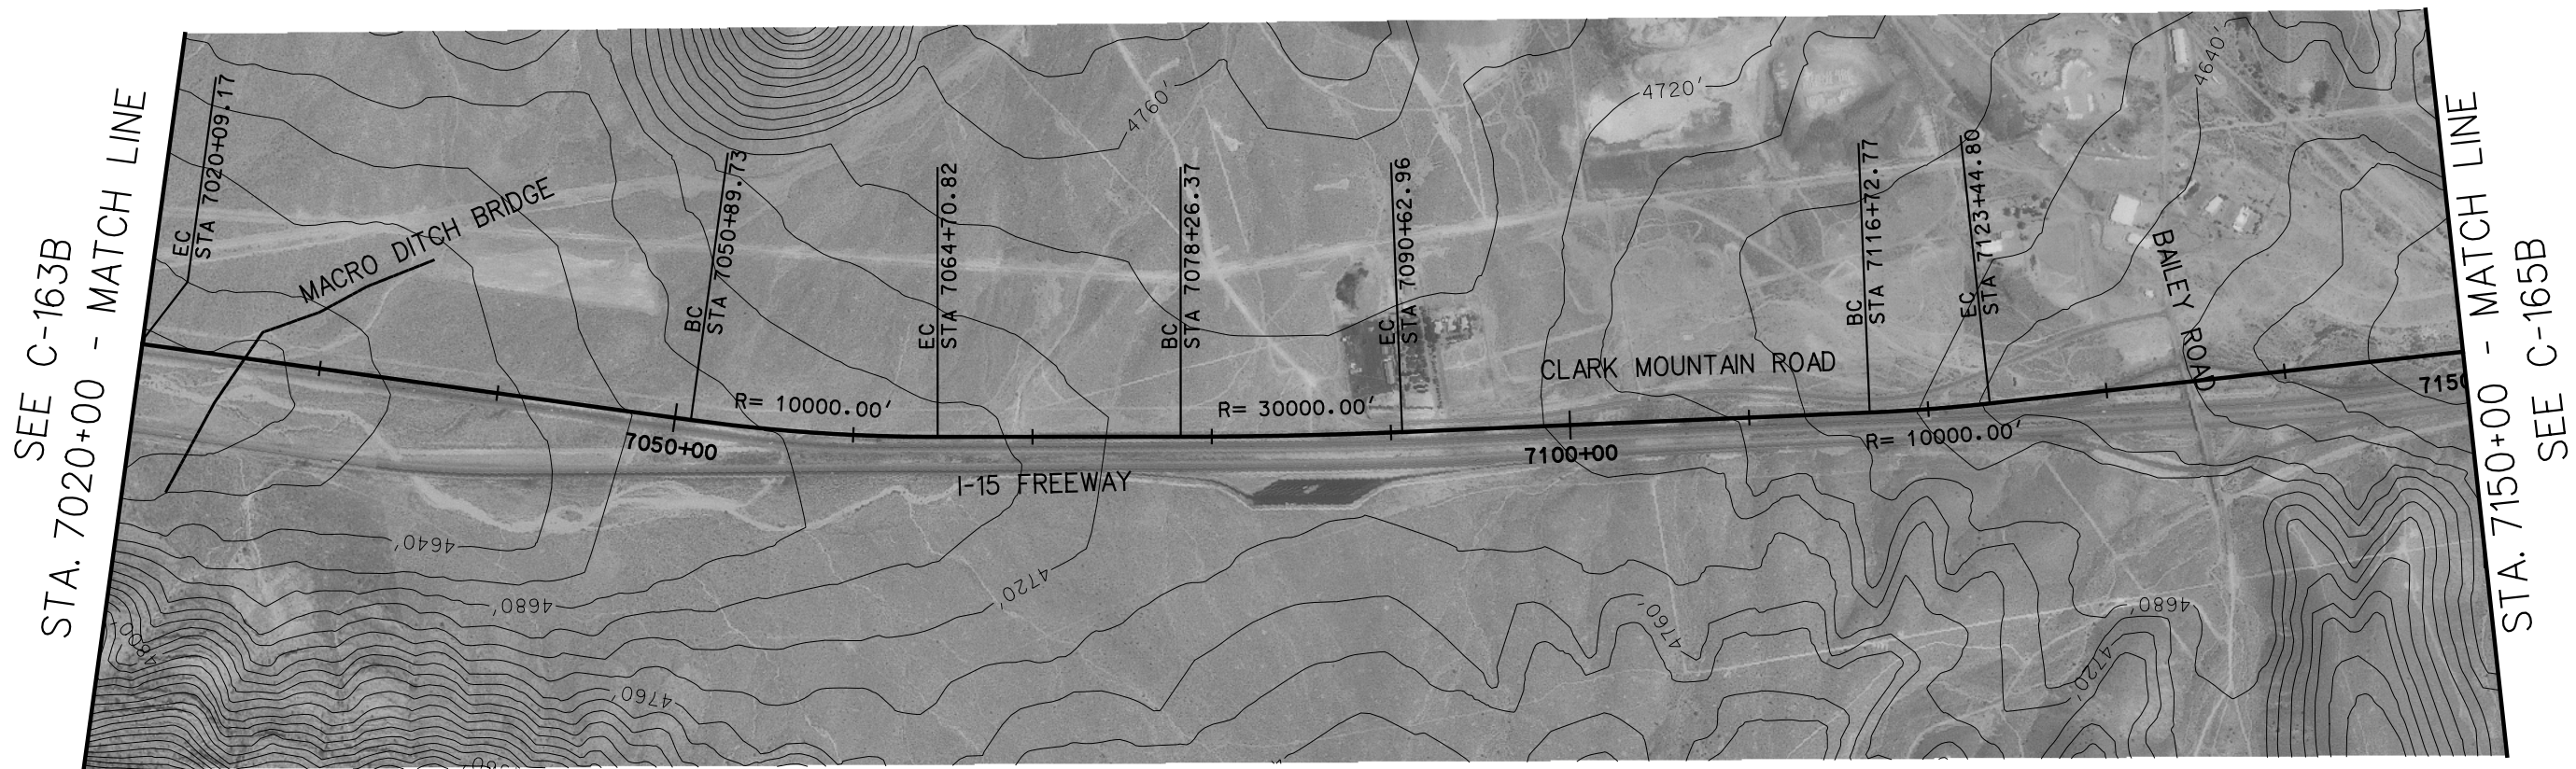 SEE C-163B
STA. 7020+00 - MATCH LINE
EC
STA 7020+09.17
MACRO DITCH BRIDGE
BC
STA 7050+89.73
R= 10000.00'
7050+00
EC
STA 7064+70.82
I-15 FREEWAY
BC
STA 7078+26.37
R= 30000.00'
EC
STA 7090+62.96
CLARK MOUNTAIN ROAD
7100+00
BC
STA 7116+72.77
R= 10000.00'
EC
STA 7123+44.80
BAILEY ROAD
7150
4760'
4720'
4640'
4640'
4680'
4720'
4800'
4760'
4760'
4680'
4720'
STA. 7150+00 - MATCH LINE
SEE C-165B